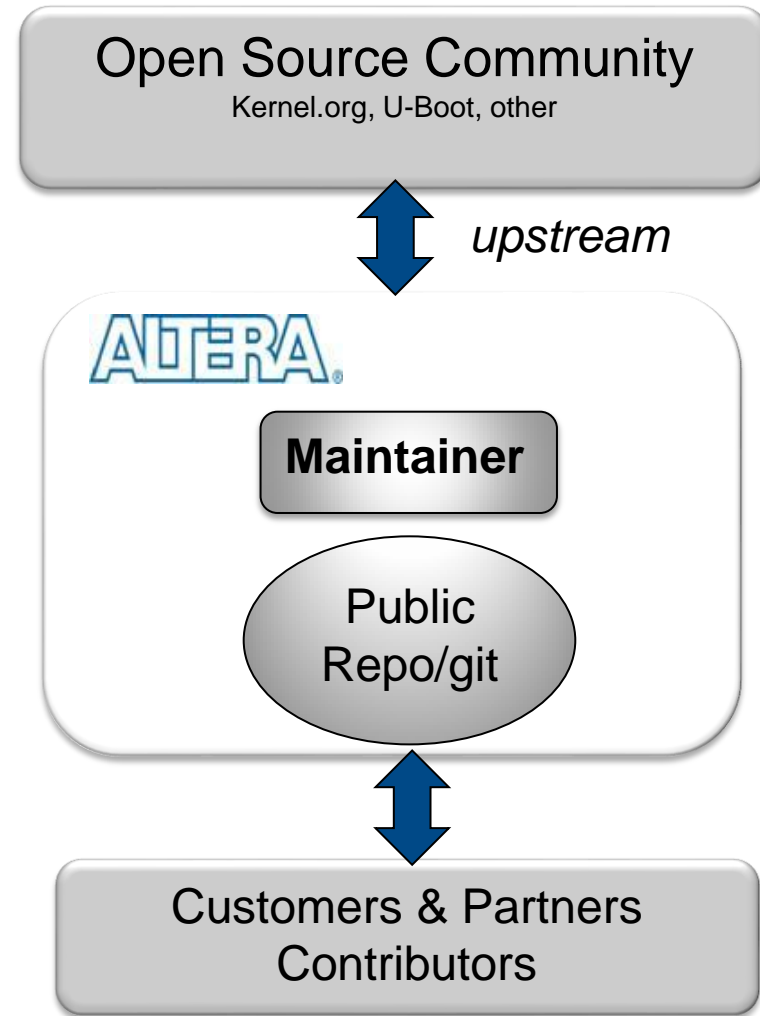 Open Source Community
Kernel.org, U-Boot, other
upstream
ALTERA®
Maintainer
Public
Repo/git
Customers & Partners
Contributors